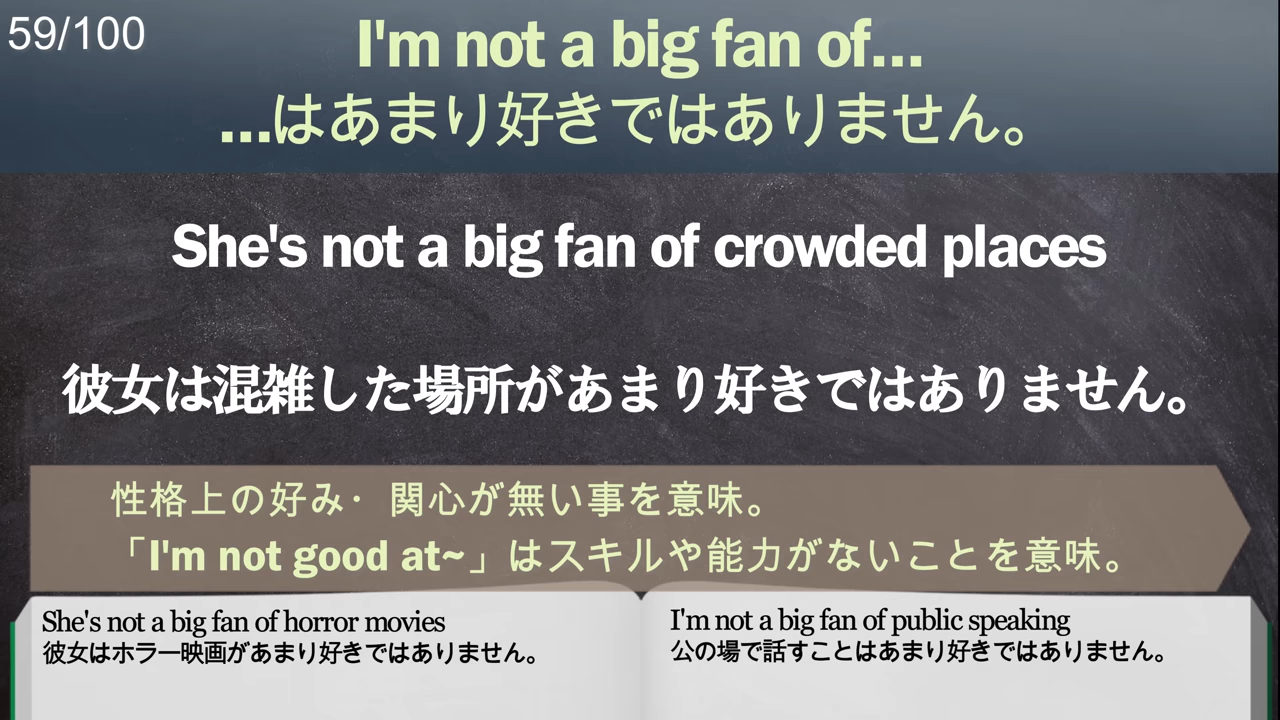 59/100
I'm not a big fan of...
...はあまり好きではありません。
She's not a big fan of crowded places
彼女は混雑した場所があまり好きではありません。
性格上の好み・関心が無い事を意味。
「I'm not good at~」はスキルや能力がないことを意味。
She's not a big fan of horror movies
彼女はホラー映画があまり好きではありません。
I'm not a big fan of public speaking
公の場で話すことはあまり好きではありません。